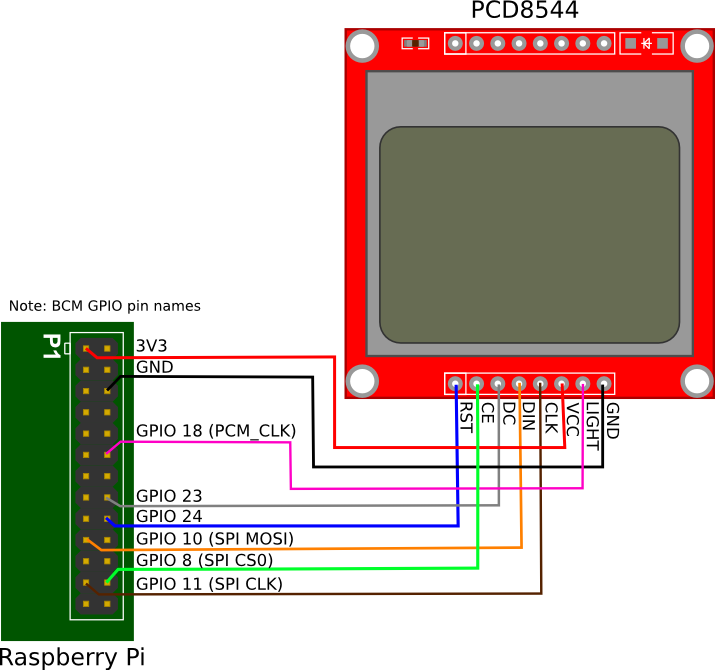 PCD8544
Note: BCM GPIO pin names
P1
3V3
GND
GPIO 18 (PCM_CLK)
GPIO 23
GPIO 24
GPIO 10 (SPI MOSI)
GPIO 8 (SPI CS0)
GPIO 11 (SPI CLK)
RST
CE
DC
DIN
CLK
VCC
LIGHT
GND
Raspberry Pi